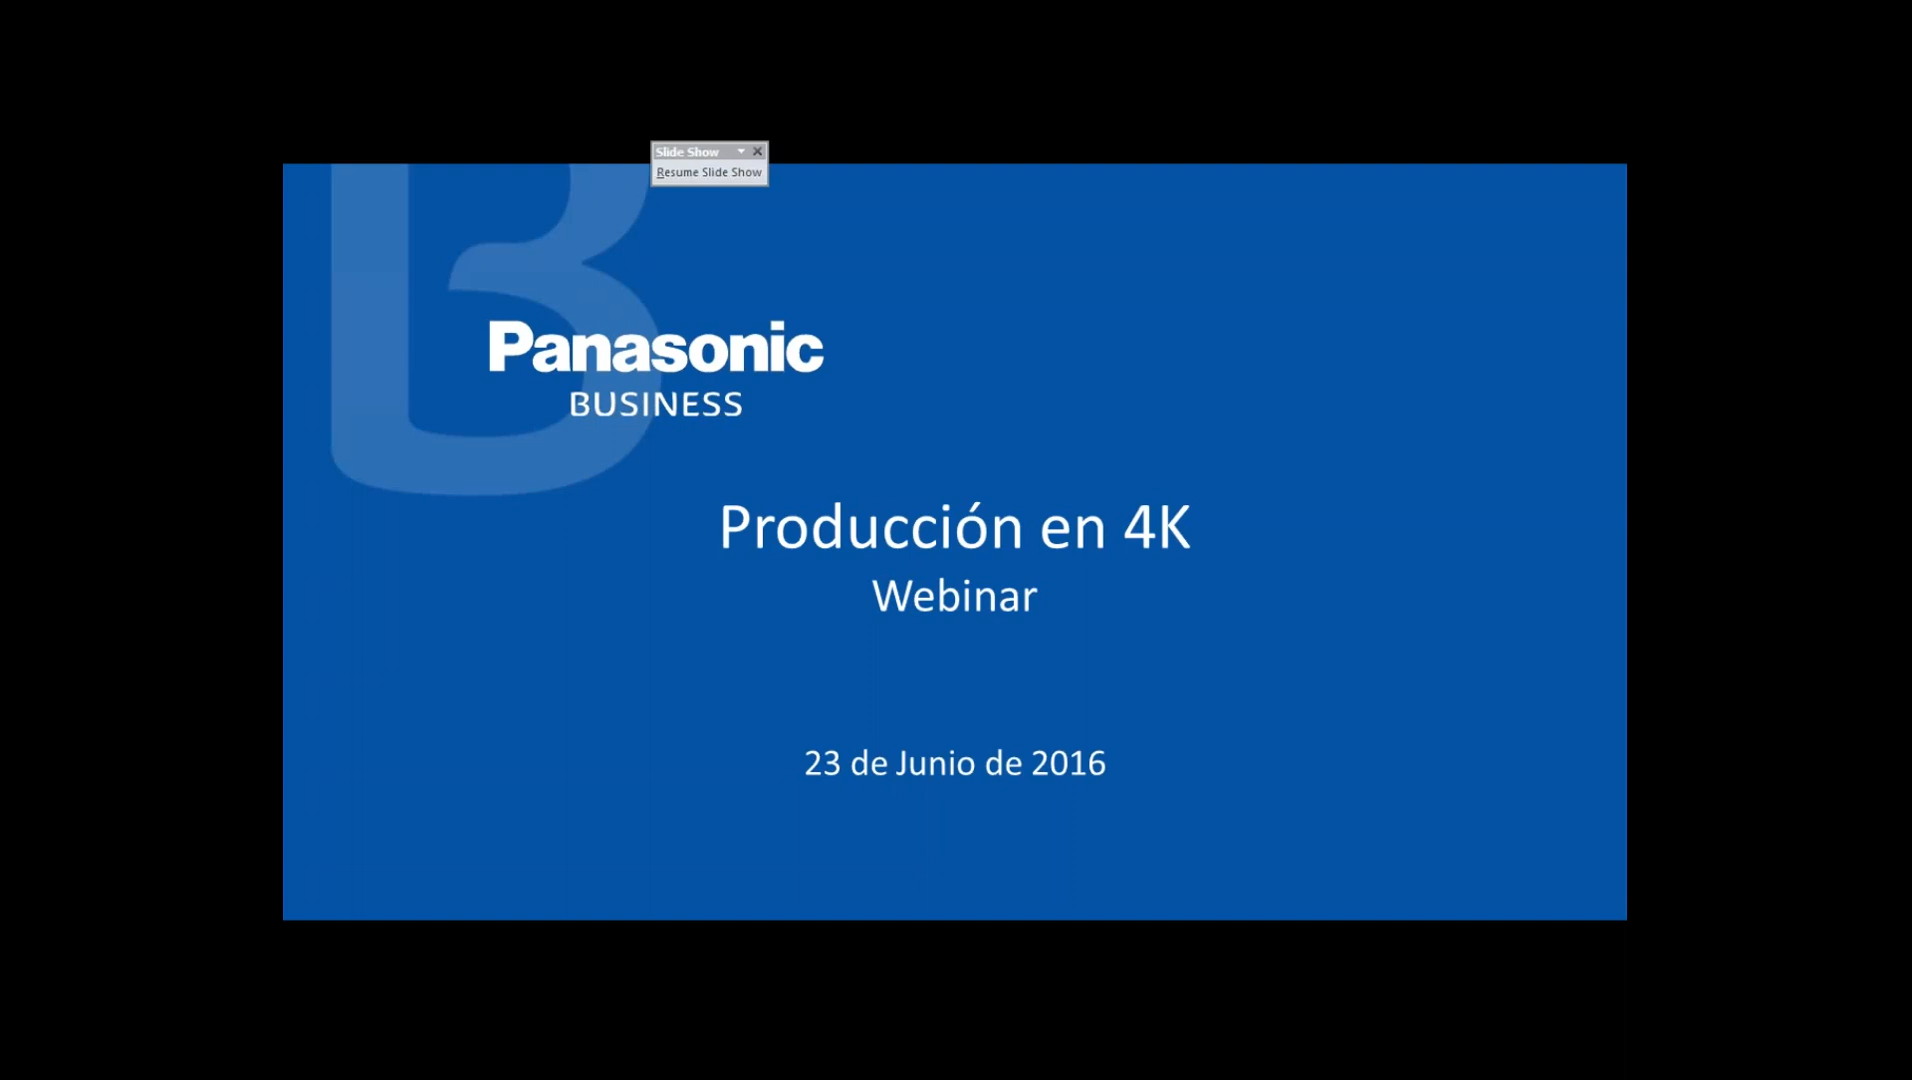 Slide Show
Resume Slide Show
Panasonic
BUSINESS
Producción en 4K
Webinar
23 de Junio de 2016